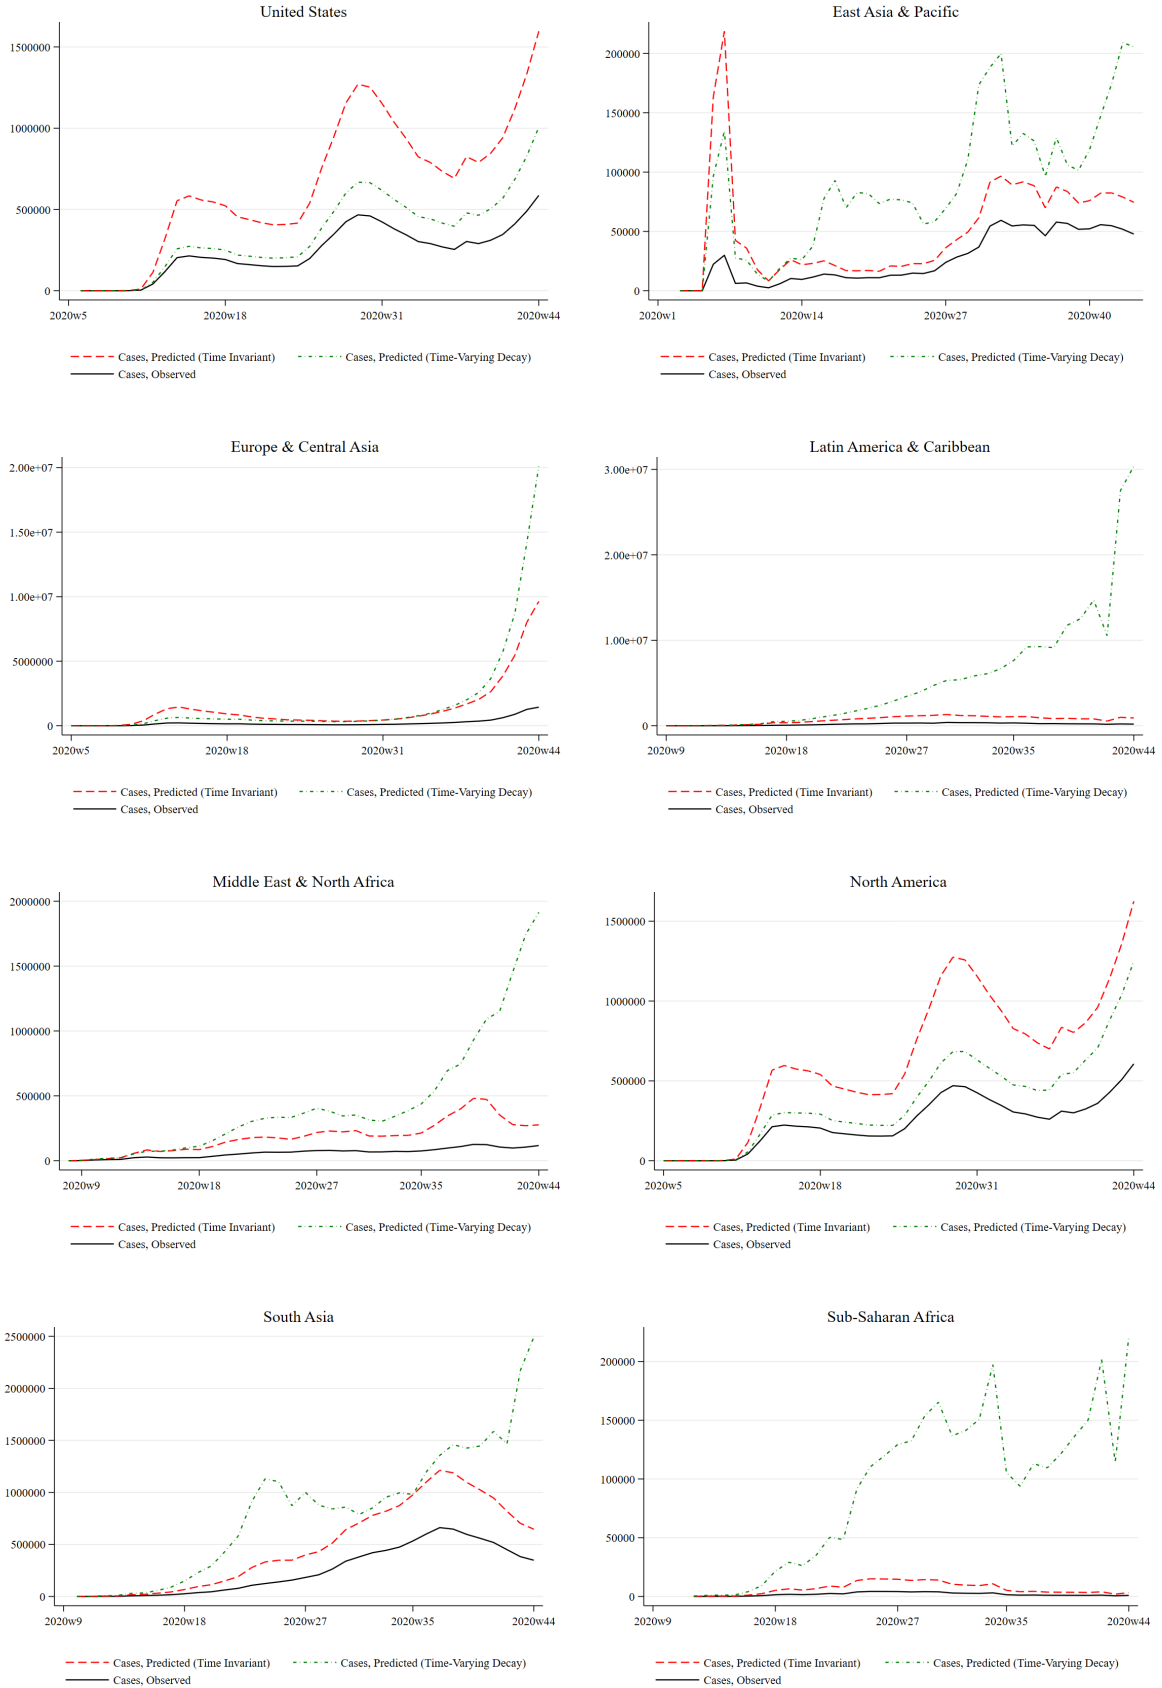 United States
1500000
1000000
500000
0
2020w5 2020w18 2020w31 2020w44
Cases, Predicted (Time Invariant) Cases, Predicted (Time-Varying Decay)
Cases, Observed
East Asia & Pacific
200000
150000
100000
50000
0
2020w1 2020w14 2020w27 2020w40
Cases, Predicted (Time Invariant) Cases, Predicted (Time-Varying Decay)
Cases, Observed
Europe & Central Asia
2.00e+07
1.50e+07
1.00e+07
5000000
0
2020w5 2020w18 2020w31 2020w44
Cases, Predicted (Time Invariant) Cases, Predicted (Time-Varying Decay)
Cases, Observed
Latin America & Caribbean
3.00e+07
2.00e+07
1.00e+07
0
2020w9 2020w18 2020w27 2020w35 2020w44
Cases, Predicted (Time Invariant) Cases, Predicted (Time-Varying Decay)
Cases, Observed
Middle East & North Africa
2000000
1500000
1000000
500000
0
2020w9 2020w18 2020w27 2020w35 2020w44
Cases, Predicted (Time Invariant) Cases, Predicted (Time-Varying Decay)
Cases, Observed
North America
1500000
1000000
500000
0
2020w5 2020w18 2020w31 2020w44
Cases, Predicted (Time Invariant) Cases, Predicted (Time-Varying Decay)
Cases, Observed
South Asia
2500000
2000000
1500000
1000000
500000
0
2020w9 2020w18 2020w27 2020w35 2020w44
Cases, Predicted (Time Invariant) Cases, Predicted (Time-Varying Decay)
Cases, Observed
Sub-Saharan Africa
200000
150000
100000
50000
0
2020w9 2020w18 2020w27 2020w35 2020w44
Cases, Predicted (Time Invariant) Cases, Predicted (Time-Varying Decay)
Cases, Observed